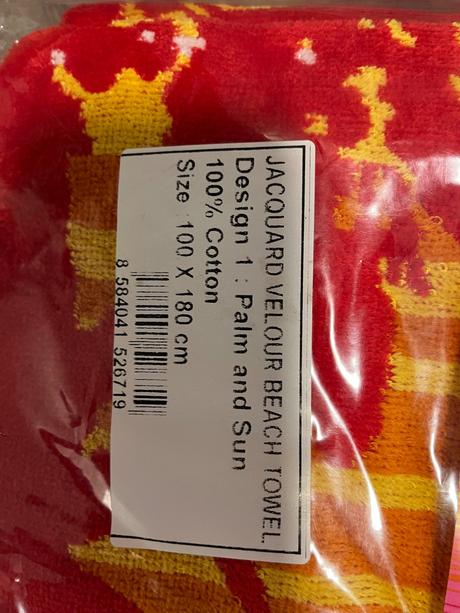 JACQUARD VELOUR BEACH TOWEL
Design 1 : Palm and Sun
100% Cotton
Size : 100 X 180 cm
8 584041 526719